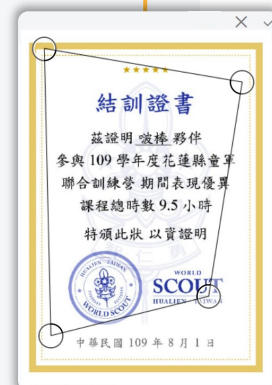 結訓證書
茲證明 啵棒 夥伴
參與 109 學年度花蓮縣童軍
聯合訓練營 期間表現優異
課程總時數 9.5 小時
特頒此狀 以資證明
HUALIEN TAIWAN
WORLD SCOUT
WORLD
SCOUT
HUALIEN TAIWAN
中華民國 109 年 8 月 1 日